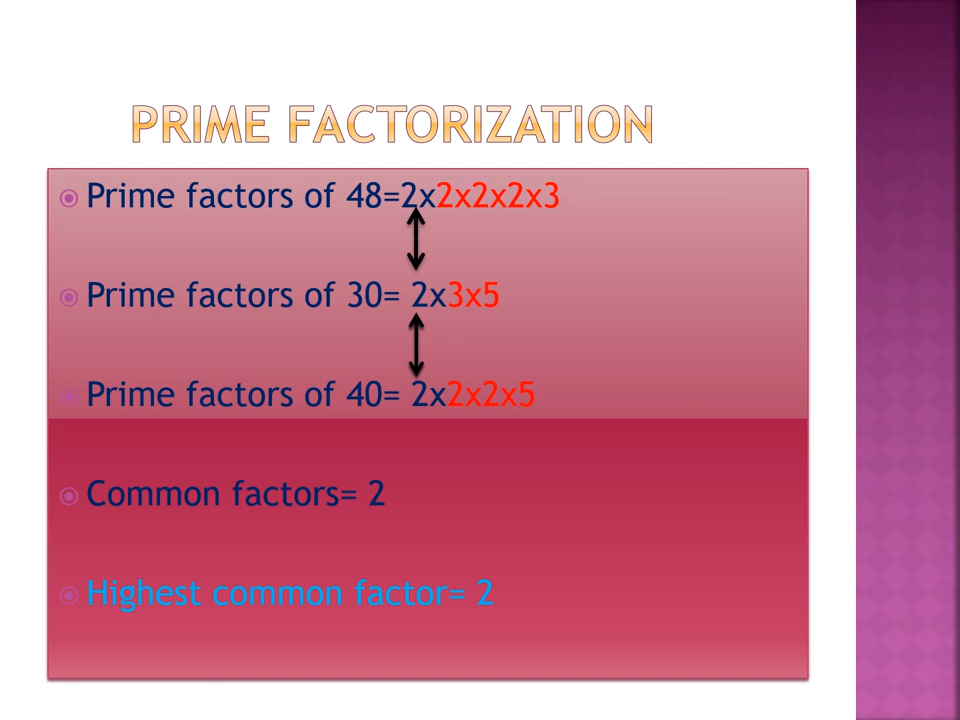 PRIME FACTORIZATION
Prime factors of 48=2x2x2x2x3
Prime factors of 30= 2x3x5
Prime factors of 40= 2x2x2x5
Common factors= 2
Highest common factor= 2